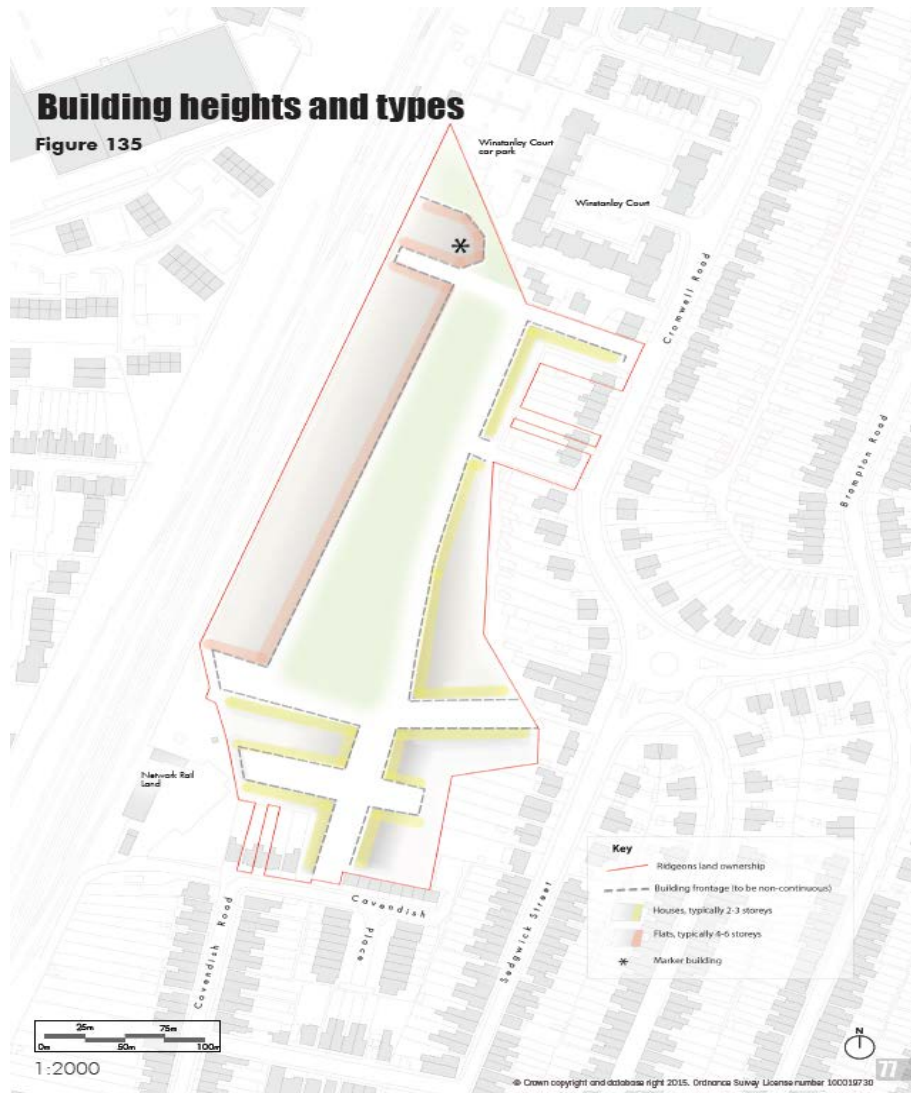 Building heights and types
Figure 135
Winstanley Court
car park
Winstanley Court
Cromwell Road
Brampton Road
Network Rail
Land
Cavendish Road
Cavendish
place
Sedgwick Street
Key
Ridgeons land ownership
Building frontage (to be non-continuous)
Houses, typically 2-3 storeys
Flats, typically 4-6 storeys
Marker building
25m 75m
0m 50m 100m
1:2000
N
77
© Crown copyright and database right 2015. Ordnance Survey License number 100019730